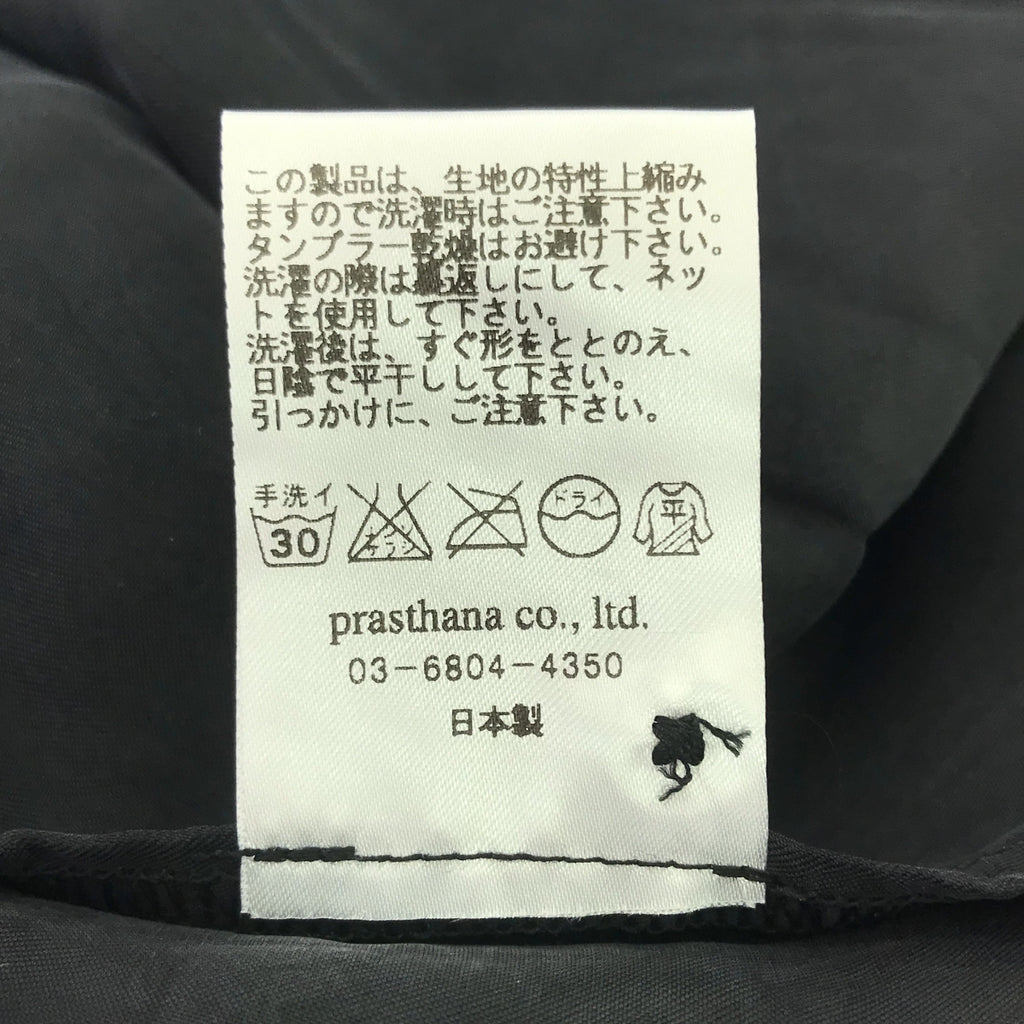 この製品は、生地の特性上縮み
ますので洗濯時はご注意下さい。
タンブラー乾燥はお避け下さい。
洗濯の際は裏返しにして、ネッ
トを使用して下さい。
洗濯後は、すぐ形をととのえ、
日陰で平干しして下さい。
引っかけに、ご注意下さい。
手洗イ
30
エンソサラシ
ドライ
平
prasthana co., ltd.
03-6804-4350
日本製